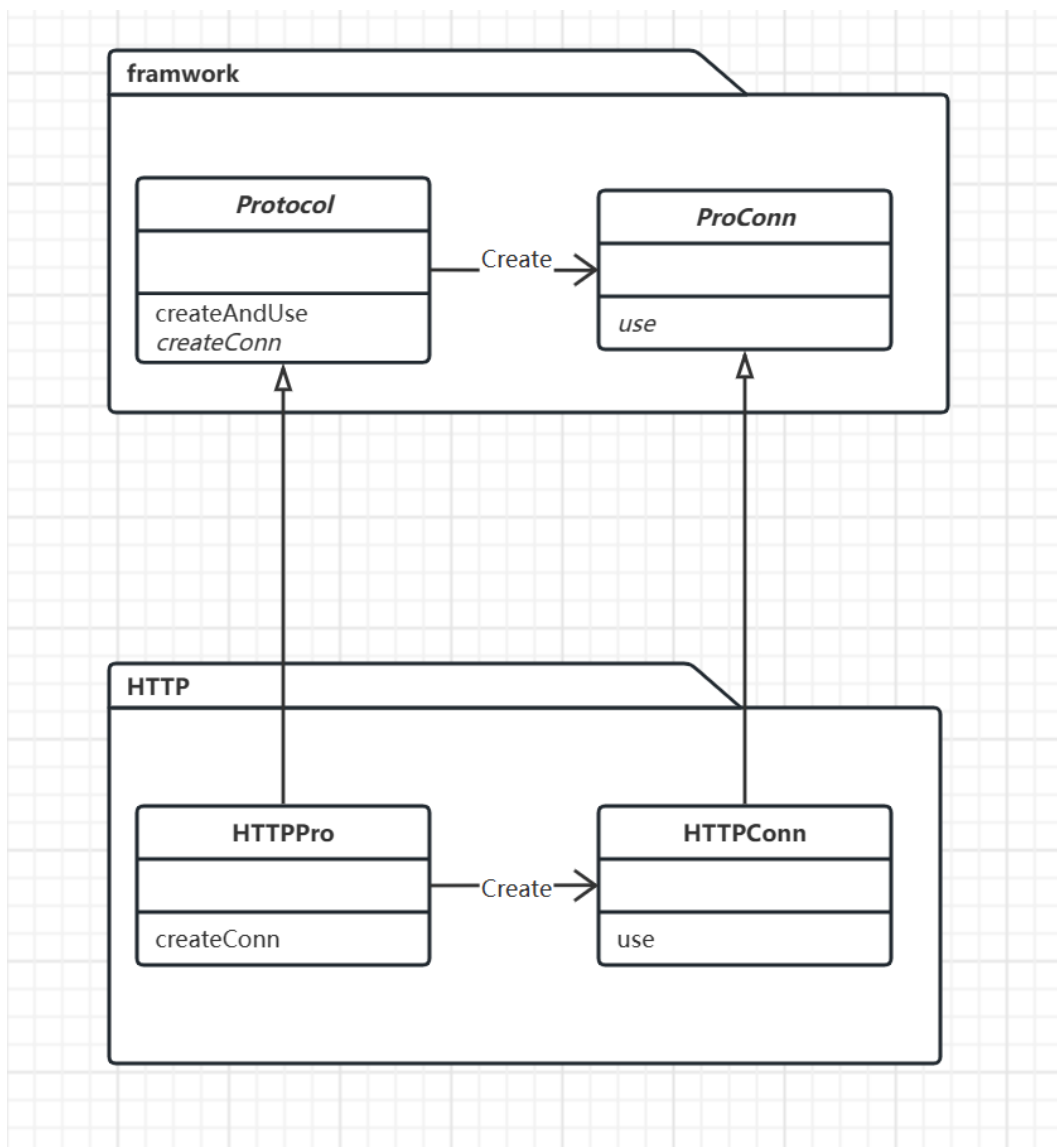 framwork
Protocol
createAndUse
createConn
Create
ProConn
use
HTTP
HTTPPro
createConn
Create
HTTPConn
use